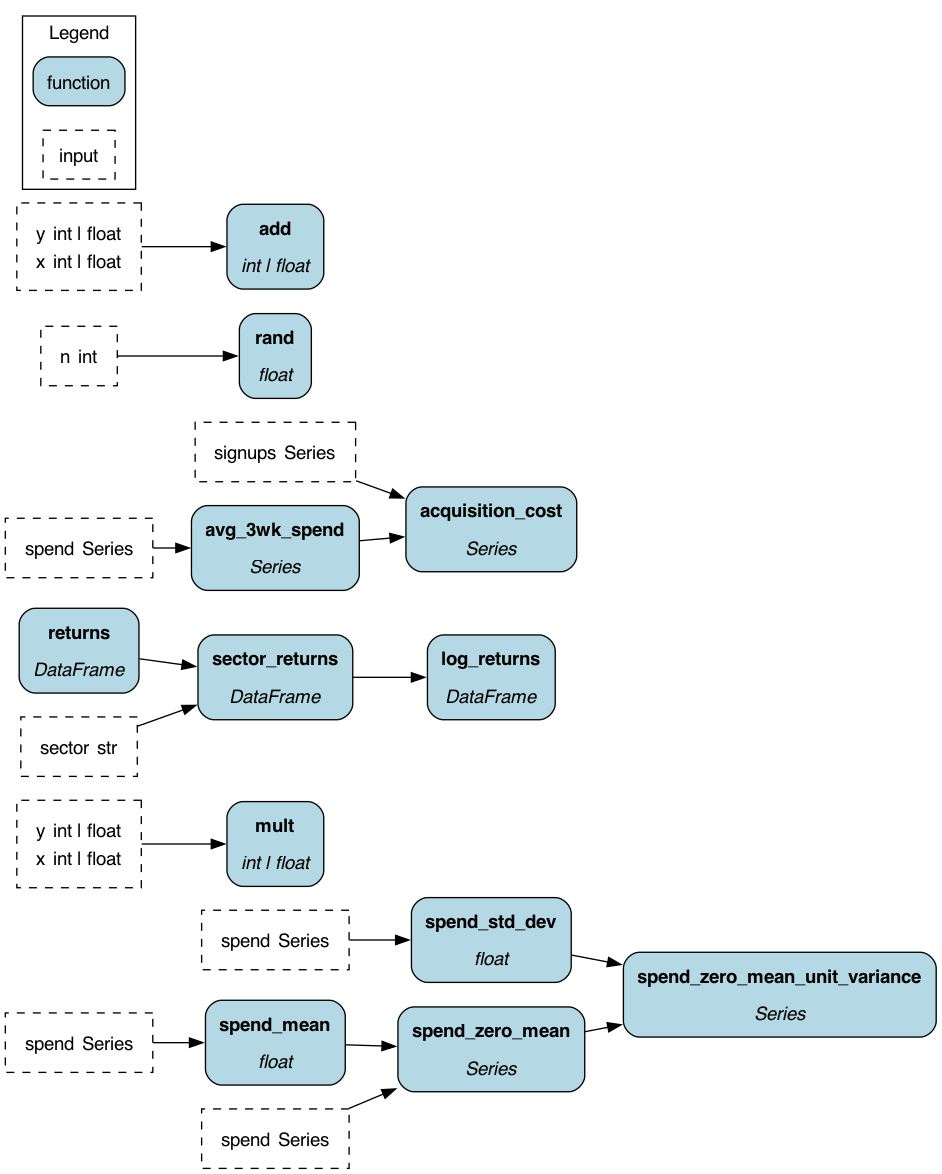 Legend
function
input
y int | float
x int | float
add
int | float
n int
rand
float
signups Series
acquisition_cost
Series
spend Series
avg_3wk_spend
Series
returns
DataFrame
sector_returns
DataFrame
log_returns
DataFrame
sector str
y int | float
x int | float
mult
int | float
spend Series
spend_std_dev
float
spend_zero_mean_unit_variance
Series
spend Series
spend_mean
float
spend_zero_mean
Series
spend Series